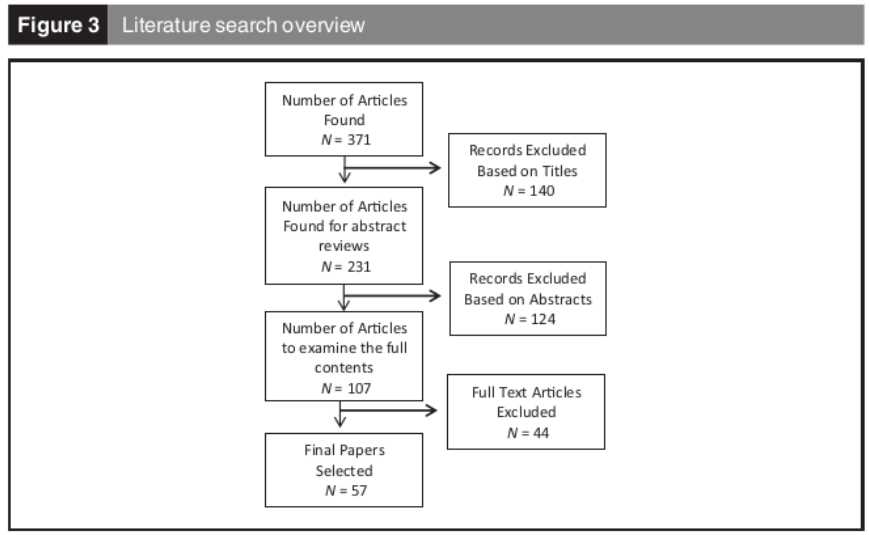 Figure 3 Literature search overview
Number of Articles
Found
N = 371
Records Excluded
Based on Titles
N = 140
Number of Articles
Found for abstract
reviews
N = 231
Records Excluded
Based on Abstracts
N = 124
Number of Articles
to examine the full
contents
N = 107
Full Text Articles
Excluded
N = 44
Final Papers
Selected
N = 57